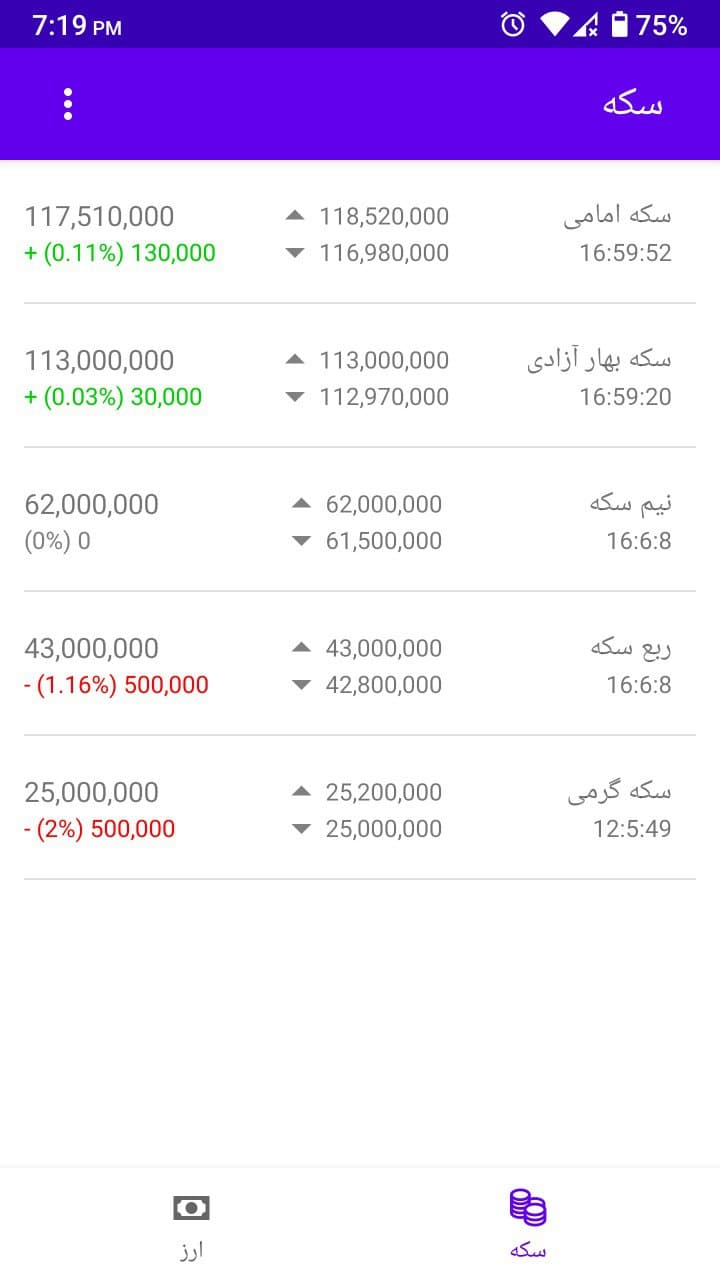 7:19 PM 75%
سکه
سکه امامی 118,520,000 117,510,000
16:59:52 116,980,000 + (0.11%) 130,000
سکه بهار آزادی 113,000,000 113,000,000
16:59:20 112,970,000 + (0.03%) 30,000
نیم سکه 62,000,000 62,000,000
16:6:8 61,500,000 (0%) 0
ربع سکه 43,000,000 43,000,000
16:6:8 42,800,000 - (1.16%) 500,000
سکه گرمی 25,200,000 25,000,000
12:5:49 25,000,000 - (2%) 500,000
سکه ارز